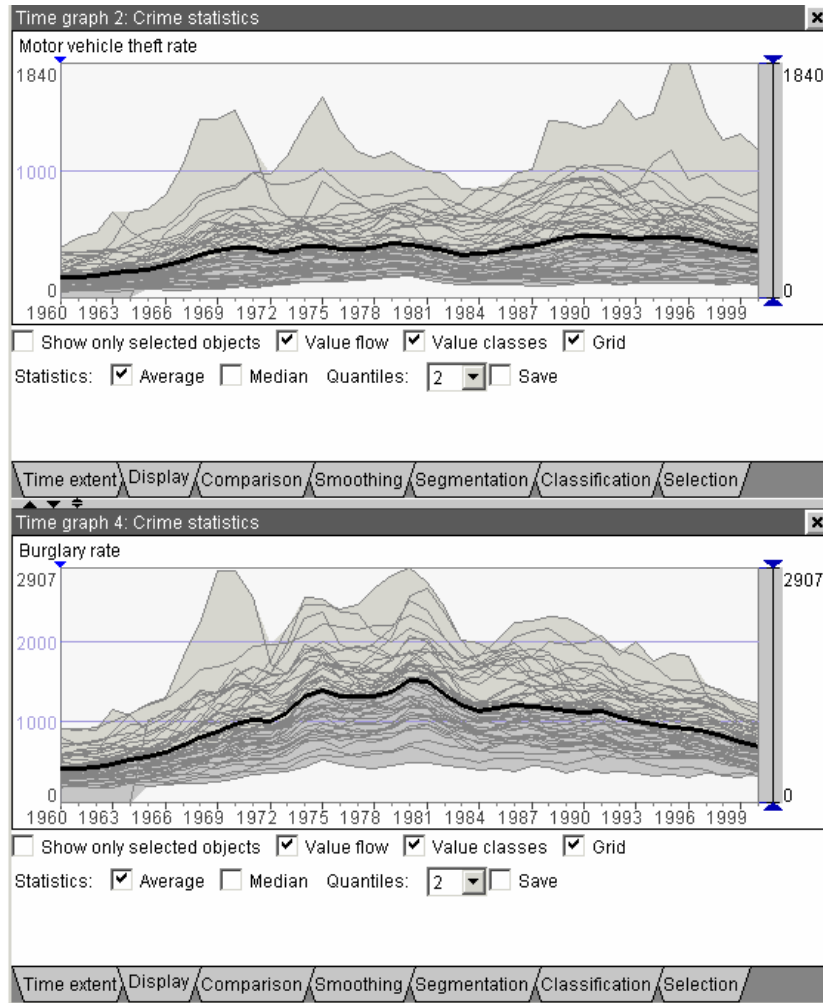 Time graph 2: Crime statistics
Motor vehicle theft rate
1840 1840
1000
0 0
1960 1963 1966 1969 1972 1975 1978 1981 1984 1987 1990 1993 1996 1999
Show only selected objects Value flow Value classes Grid
Statistics: Average Median Quantiles: 2 Save
Time extent Display Comparison Smoothing Segmentation Classification Selection
Time graph 4: Crime statistics
Burglary rate
2907 2907
2000
1000
0 0
1960 1963 1966 1969 1972 1975 1978 1981 1984 1987 1990 1993 1996 1999
Show only selected objects Value flow Value classes Grid
Statistics: Average Median Quantiles: 2 Save
Time extent Display Comparison Smoothing Segmentation Classification Selection